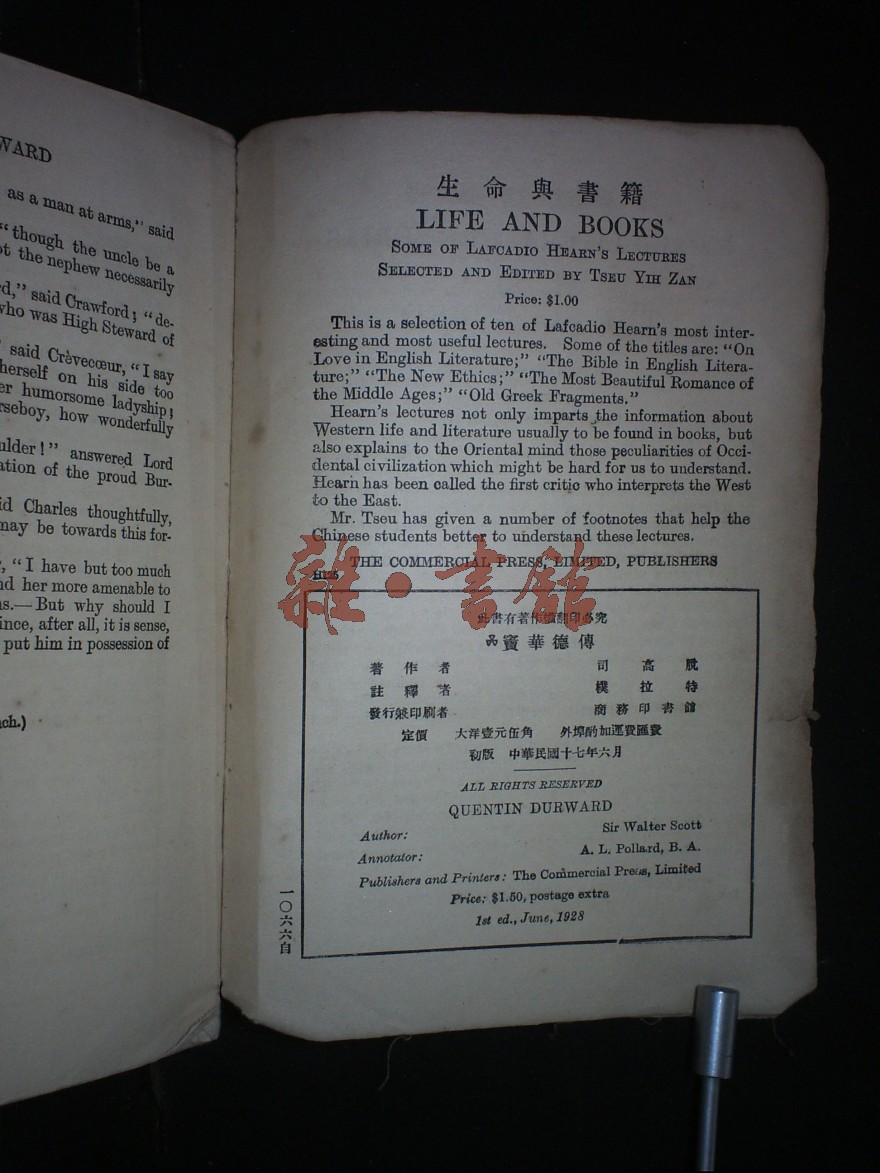 WARD
as a man at arms," said
"though the uncle be a
the nephew necessarily
said Crawford; "de-
who was High Steward of
said Crèvecœur, "I say
herself on his side too
humorsome ladyship;
how wonderfully
answered Lord
ation of the proud Bur-
Charles thoughtfully,
may be towards this for-
"I have but too much
her more amenable to
But why should I
after all, it is sense,
put him in possession of
生命與書籍
LIFE AND BOOKS
SOME OF LAFCADIO HEARN'S LECTURES
SELECTED AND EDITED BY TSEU YIH ZAN
Price: $1.00
This is a selection of ten of Lafcadio Hearn's most inter-
esting and most useful lectures. Some of the titles are: "On
Love in English Literature;" "The Bible in English Litera-
ture;" "The New Ethics;" "The Most Beautiful Romance of
the Middle Ages;" "Old Greek Fragments."
Hearn's lectures not only imparts the information about
Western life and literature usually to be found in books, but
also explains to the Oriental mind those peculiarities of Occi-
dental civilization which might be hard for us to understand.
Hearn has been called the first critic who interprets the West
to the East.
Mr. Tseu has given a number of footnotes that help the
Chinese students better to understand these lectures.
THE COMMERCIAL PRESS, LIMITED, PUBLISHERS
雜·書館
此書有著作權翻印必究
竇華德傳
著作者 司高脫
註釋者 樸拉特
發行兼印刷者 商務印書館
定價 大洋壹元伍角 外埠酌加運費匯費
初版 中華民國十七年六月
ALL RIGHTS RESERVED
QUENTIN DURWARD
Author: Sir Walter Scott
Annotator: A. L. Pollard, B. A.
Publishers and Printers: The Commercial Press, Limited
Price: $1.50, postage extra
1st ed., June, 1928
一〇六六自